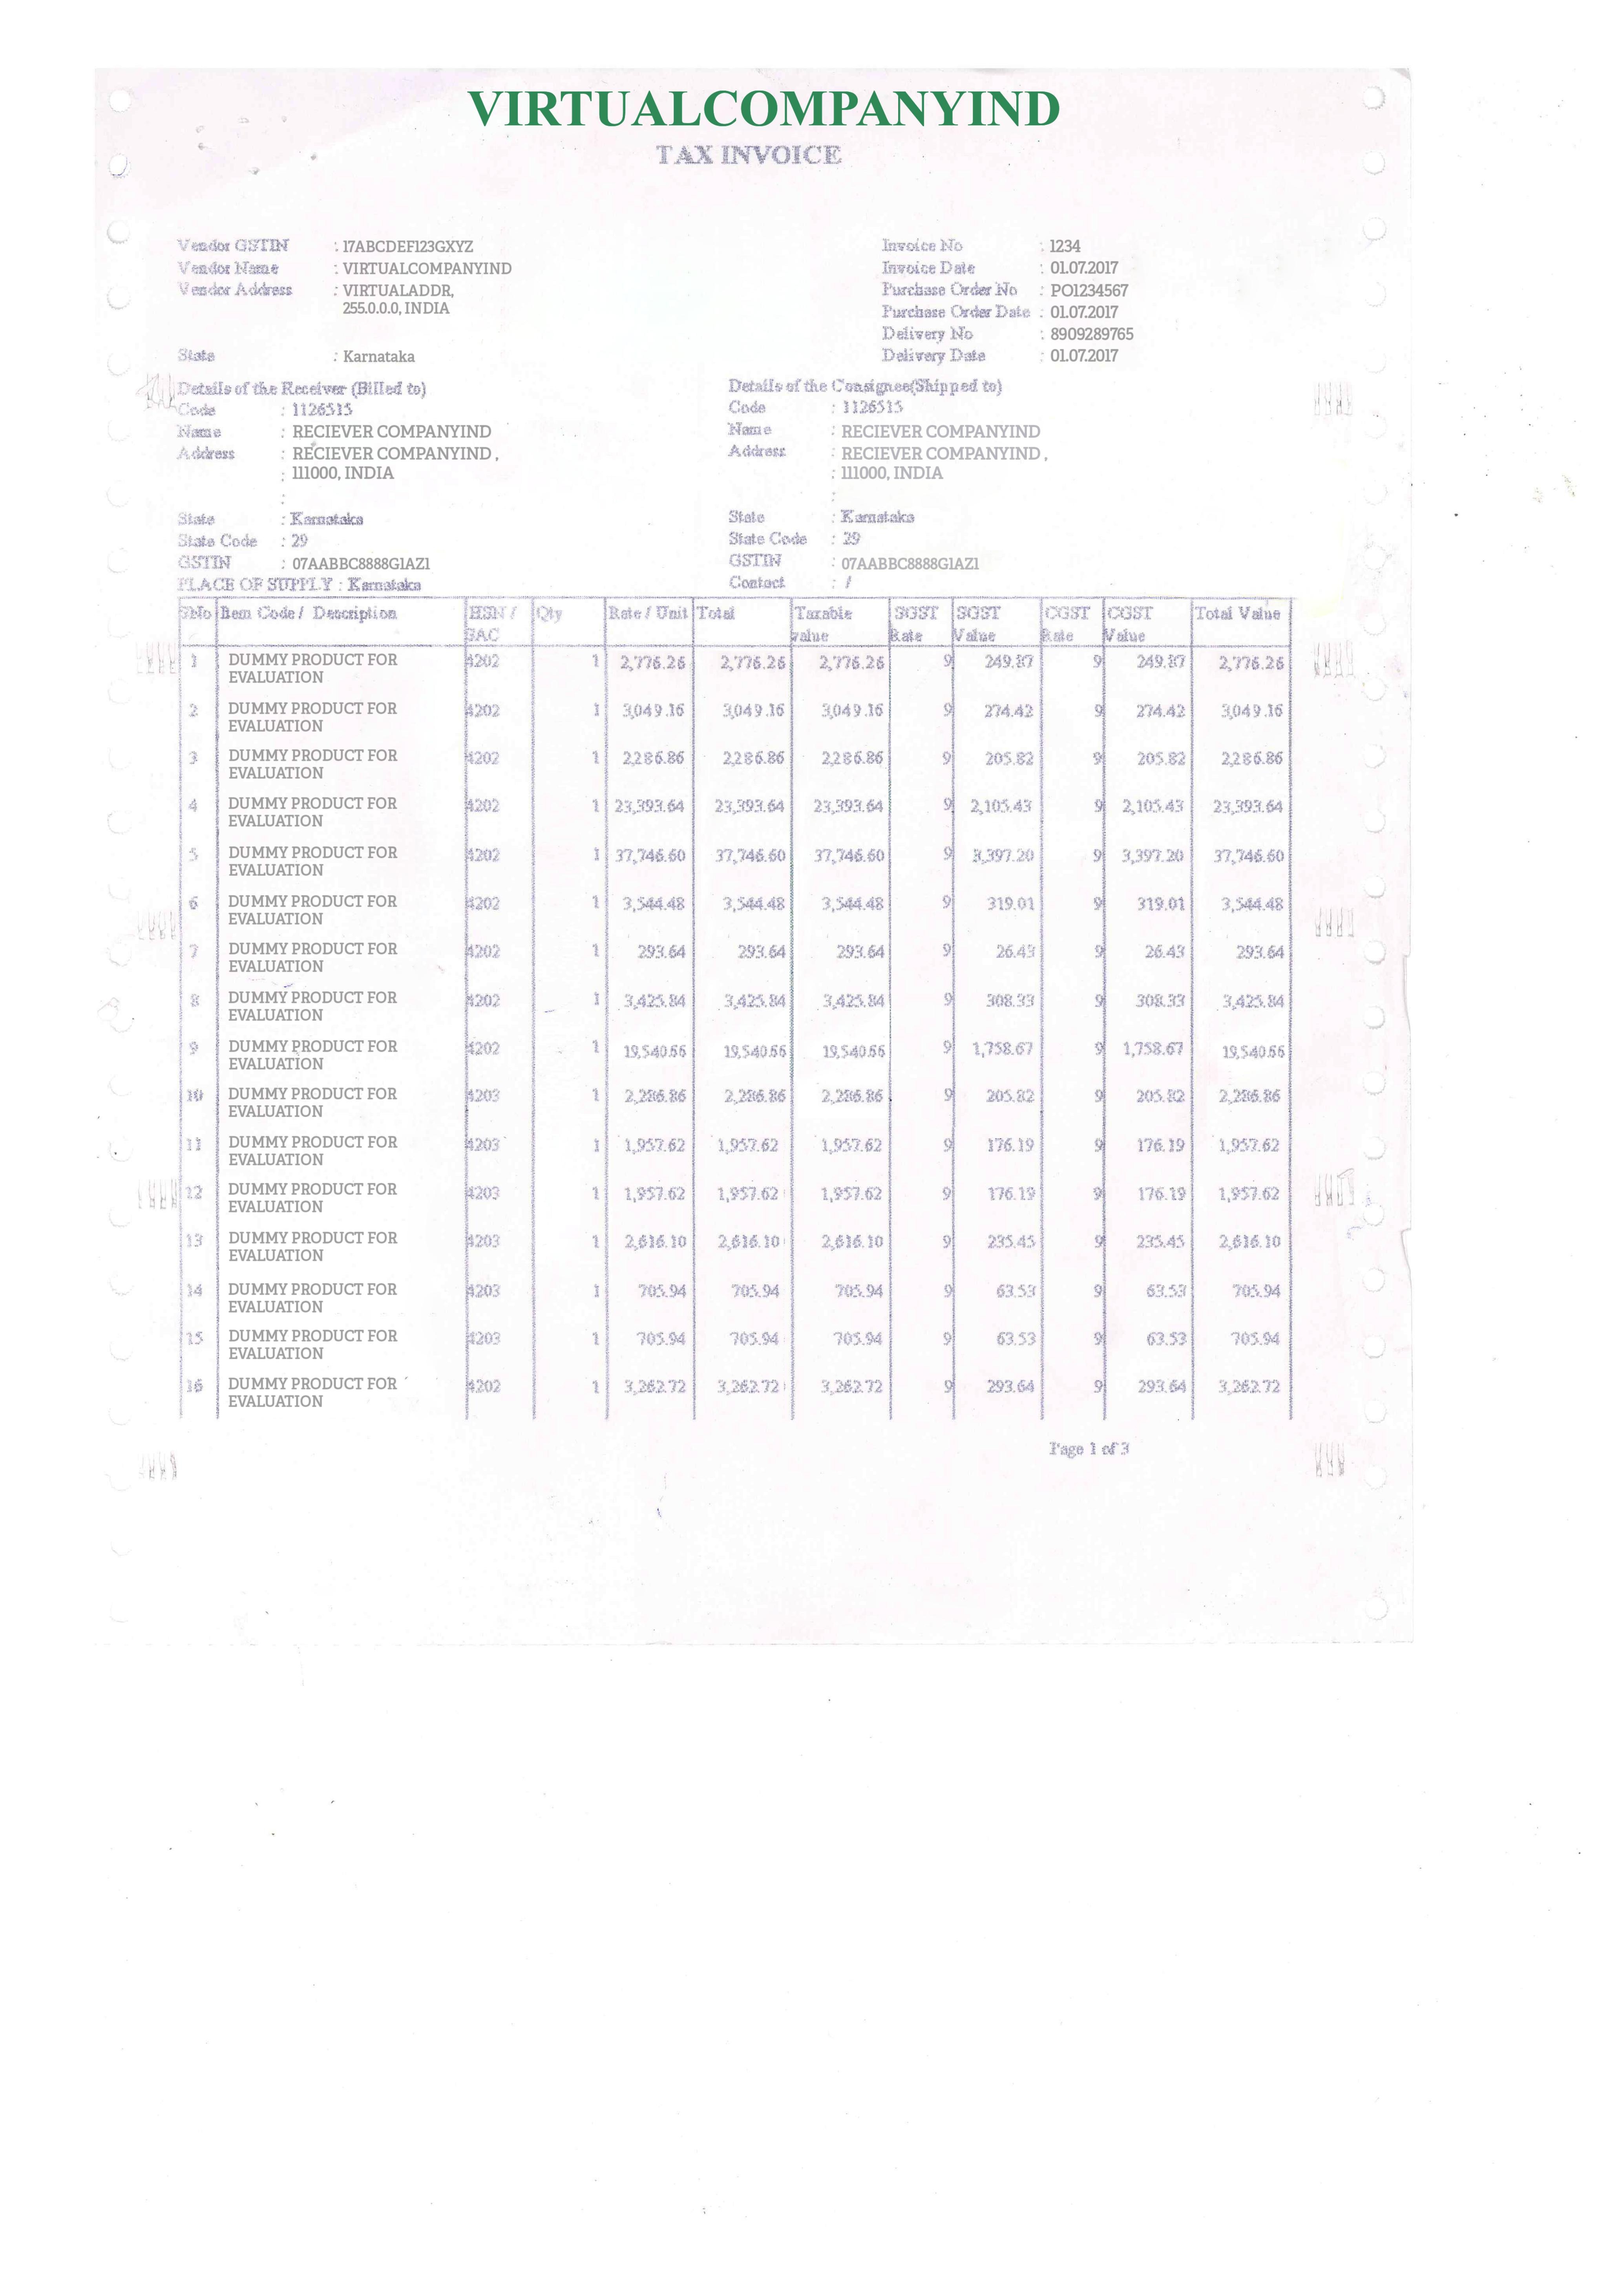 VIRTUALCOMPANYIND
TAX INVOICE
Vendor GSTIN : 17ABCDEF123GXYZ
Vendor Name : VIRTUALCOMPANYIND
Vendor Address : VIRTUALADDR,
255.0.0.0, INDIA
State : Karnataka
Invoice No : 1234
Invoice Date : 01.07.2017
Purchase Order No : PO1234567
Purchase Order Date : 01.07.2017
Delivery No : 8909289765
Delivery Date : 01.07.2017
Details of the Receiver (Billed to)
Code : 1126515
Name : RECIEVER COMPANYIND
Address : RECIEVER COMPANYIND ,
: 111000, INDIA
:
State : Karnataka
State Code : 29
GSTIN : 07AABBC8888G1AZ1
PLACE OF SUPPLY : Karnataka
Details of the Consignee(Shipped to)
Code : 1126515
Name : RECIEVER COMPANYIND
Address : RECIEVER COMPANYIND ,
: 111000, INDIA
:
State : Karnataka
State Code : 29
GSTIN : 07AABBC8888G1AZ1
Contact : /
SNo Item Code / Description HSN / Qty Rate / Unit Total Taxable SGST SGST CGST CGST Total Value
SAC value Rate Value Rate Value
1 DUMMY PRODUCT FOR 4202 1 2,776.26 2,776.26 2,776.26 9 249.87 9 249.87 2,776.26
EVALUATION
2 DUMMY PRODUCT FOR 4202 1 3,049.16 3,049.16 3,049.16 9 274.42 9 274.42 3,049.16
EVALUATION
3 DUMMY PRODUCT FOR 4202 1 2,286.86 2,286.86 2,286.86 9 205.82 9 205.82 2,286.86
EVALUATION
4 DUMMY PRODUCT FOR 4202 1 23,393.64 23,393.64 23,393.64 9 2,105.43 9 2,105.43 23,393.64
EVALUATION
5 DUMMY PRODUCT FOR 4202 1 37,746.60 37,746.60 37,746.60 9 3,397.20 9 3,397.20 37,746.60
EVALUATION
6 DUMMY PRODUCT FOR 4202 1 3,544.48 3,544.48 3,544.48 9 319.01 9 319.01 3,544.48
EVALUATION
7 DUMMY PRODUCT FOR 4202 1 293.64 293.64 293.64 9 26.43 9 26.43 293.64
EVALUATION
8 DUMMY PRODUCT FOR 4202 1 3,425.84 3,425.84 3,425.84 9 308.33 9 308.33 3,425.84
EVALUATION
9 DUMMY PRODUCT FOR 4202 1 19,540.66 19,540.66 19,540.66 9 1,758.67 9 1,758.67 19,540.66
EVALUATION
10 DUMMY PRODUCT FOR 4203 1 2,286.86 2,286.86 2,286.86 9 205.82 9 205.82 2,286.86
EVALUATION
11 DUMMY PRODUCT FOR 4203 1 1,957.62 1,957.62 1,957.62 9 176.19 9 176.19 1,957.62
EVALUATION
12 DUMMY PRODUCT FOR 4203 1 1,957.62 1,957.62 1,957.62 9 176.19 9 176.19 1,957.62
EVALUATION
13 DUMMY PRODUCT FOR 4203 1 2,616.10 2,616.10 2,616.10 9 235.45 9 235.45 2,616.10
EVALUATION
14 DUMMY PRODUCT FOR 4203 1 705.94 705.94 705.94 9 63.53 9 63.53 705.94
EVALUATION
15 DUMMY PRODUCT FOR 4203 1 705.94 705.94 705.94 9 63.53 9 63.53 705.94
EVALUATION
16 DUMMY PRODUCT FOR 4202 1 3,262.72 3,262.72 3,262.72 9 293.64 9 293.64 3,262.72
EVALUATION
Page 1 of 3